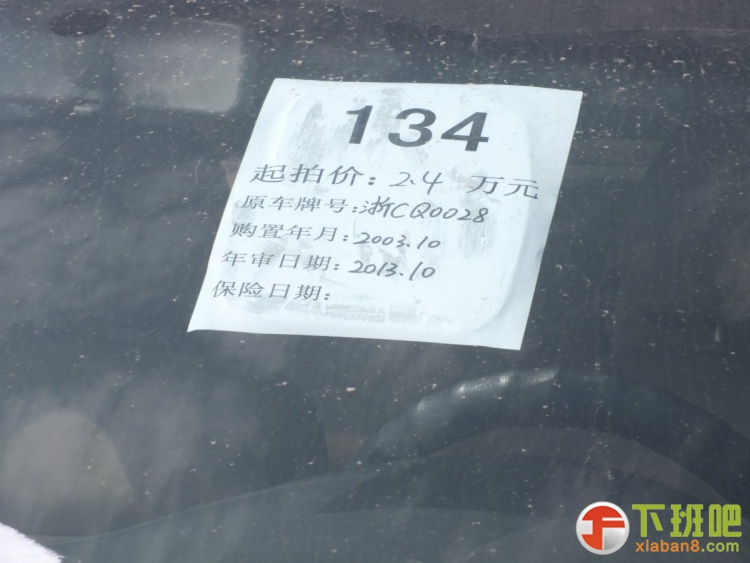 134
起拍价：2.4 万元
原车牌号：浙CQ0028
购置年月：2003.10
年审日期：2013.10
保险日期：
下班吧
xiaban8.com